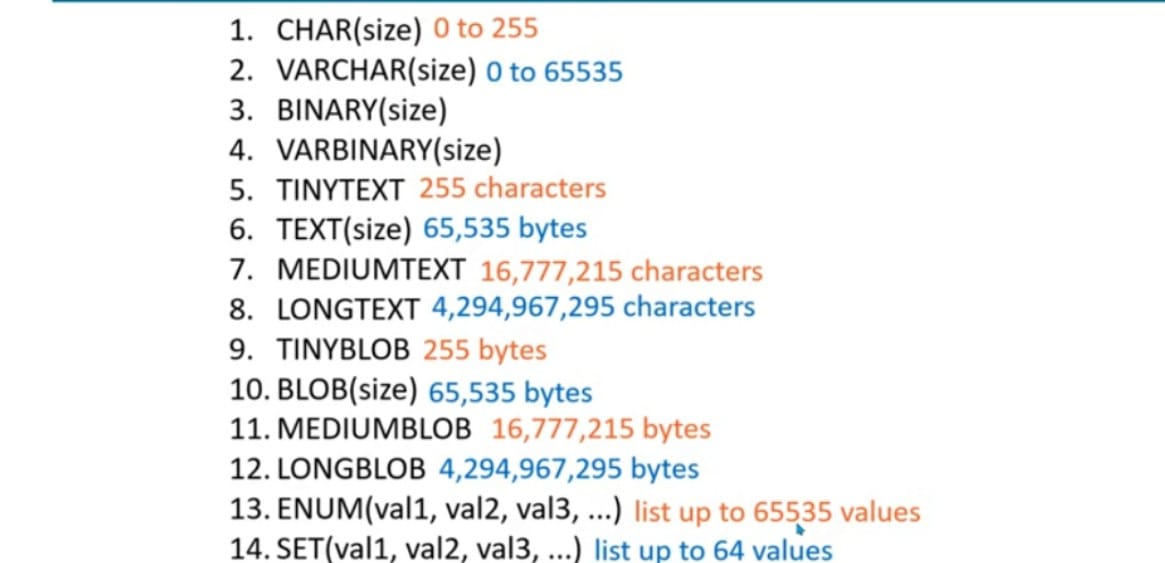 1. CHAR(size) 0 to 255
2. VARCHAR(size) 0 to 65535
3. BINARY(size)
4. VARBINARY(size)
5. TINYTEXT 255 characters
6. TEXT(size) 65,535 bytes
7. MEDIUMTEXT 16,777,215 characters
8. LONGTEXT 4,294,967,295 characters
9. TINYBLOB 255 bytes
10. BLOB(size) 65,535 bytes
11. MEDIUMBLOB 16,777,215 bytes
12. LONGBLOB 4,294,967,295 bytes
13. ENUM(val1, val2, val3, ...) list up to 65535 values
14. SET(val1, val2, val3, ...) list up to 64 values